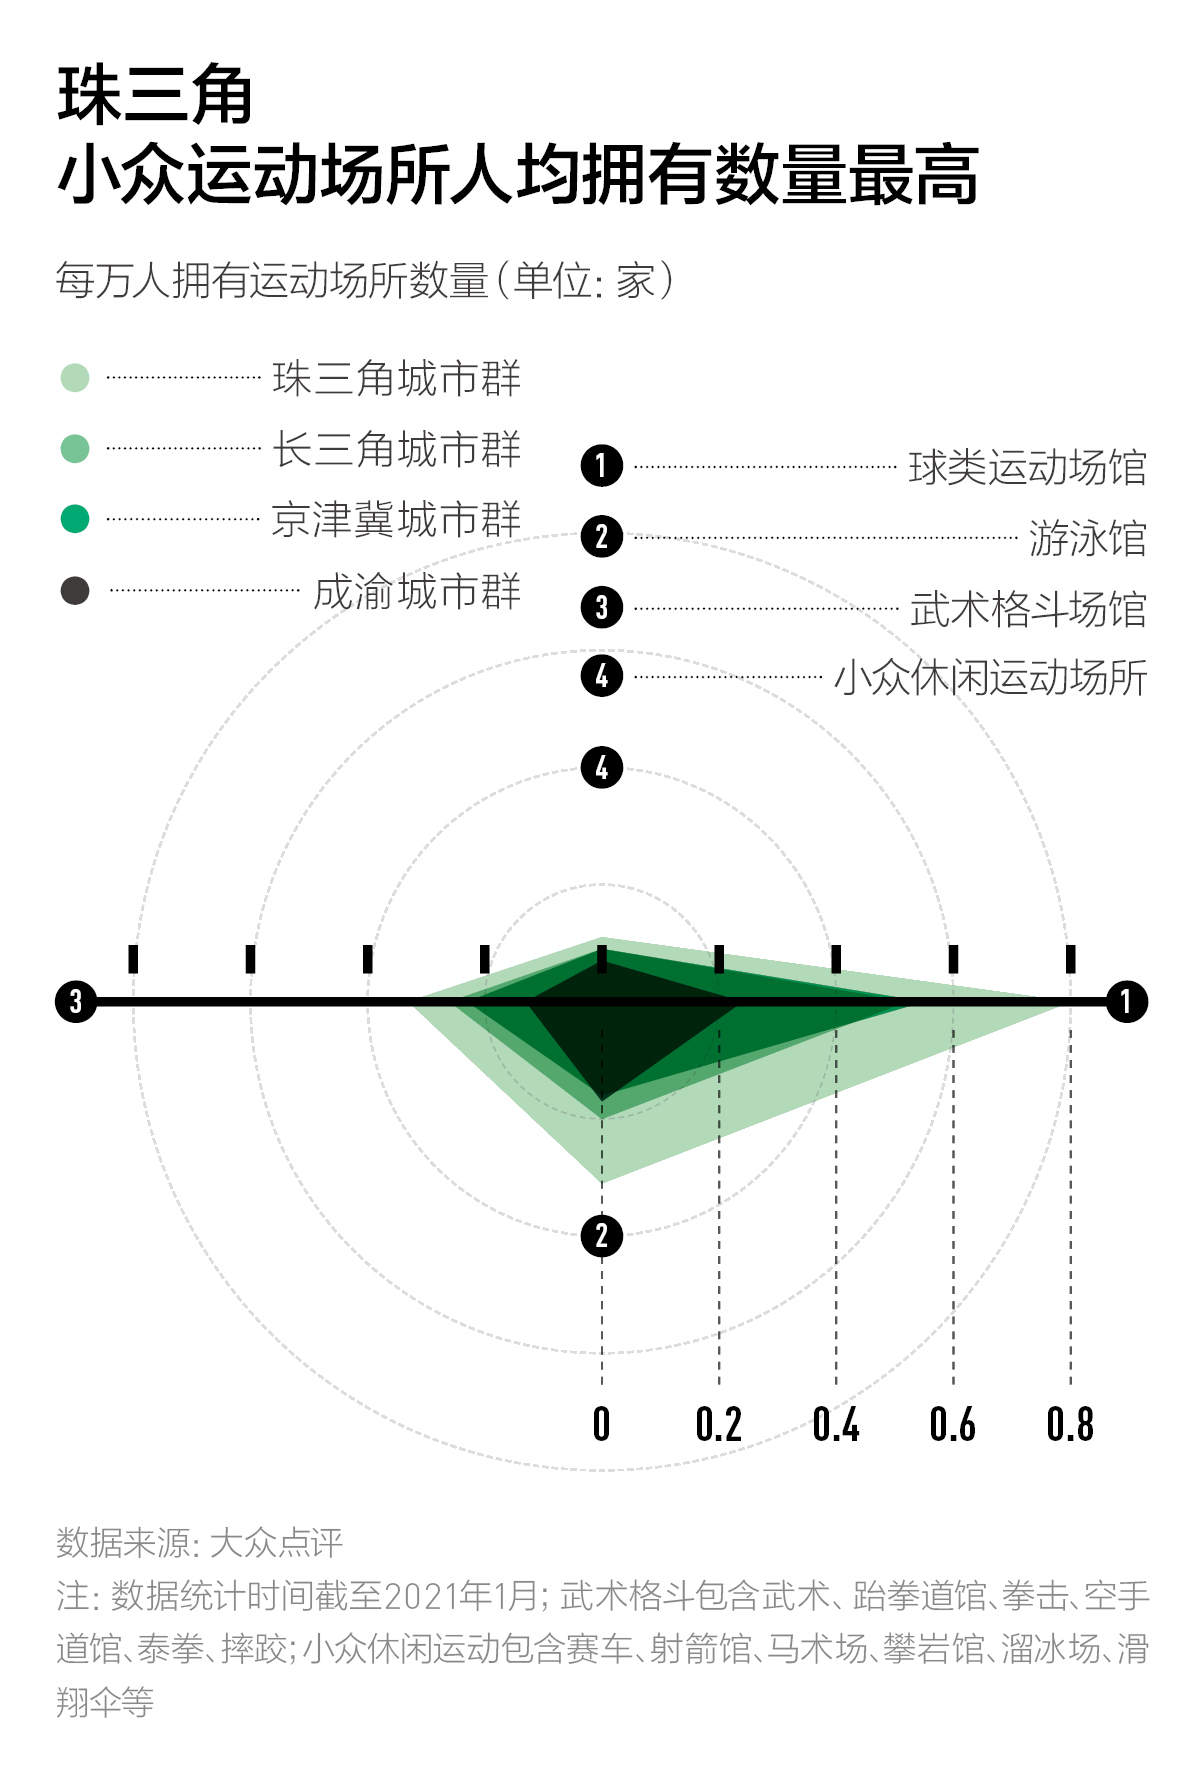 珠三角
小众运动场所人均拥有数量最高
每万人拥有运动场所数量（单位：家）
珠三角城市群
长三角城市群
京津冀城市群
成渝城市群
1 球类运动场馆
2 游泳馆
3 武术格斗场馆
4 小众休闲运动场所
4
3
1
2
0 0.2 0.4 0.6 0.8
数据来源：大众点评
注：数据统计时间截至2021年1月；武术格斗包含武术、跆拳道馆、拳击、空手
道馆、泰拳、摔跤；小众休闲运动包含赛车、射箭馆、马术场、攀岩馆、溜冰场、滑
翔伞等